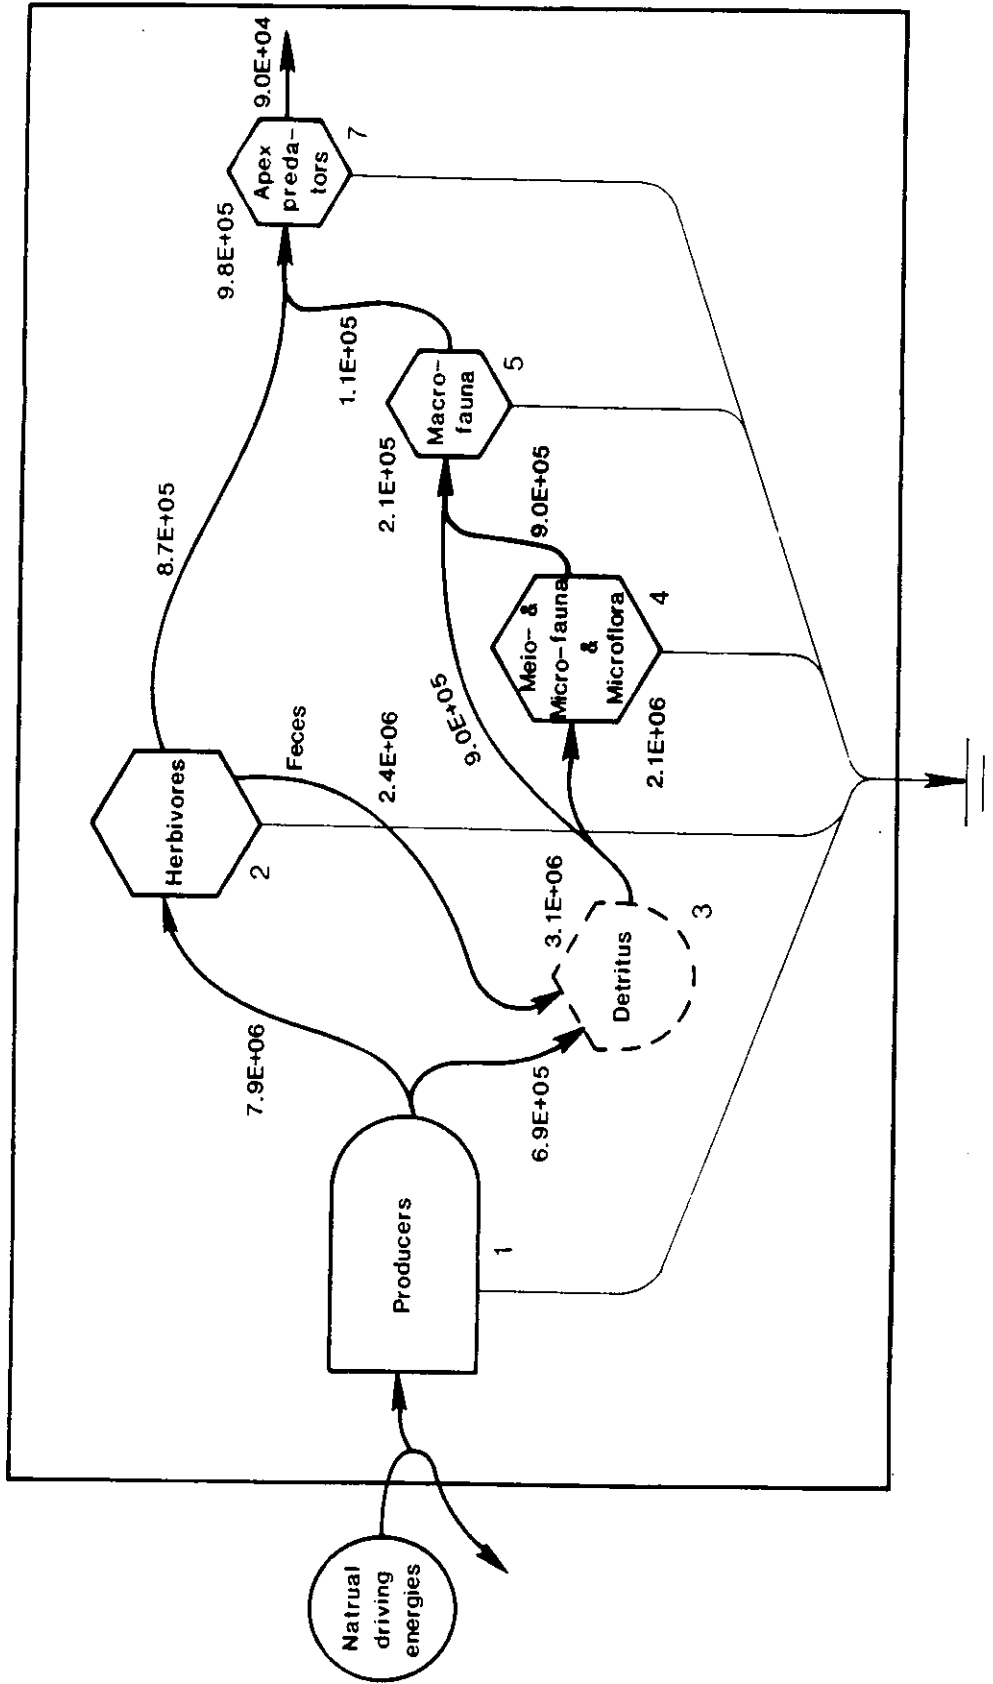 Natrual
driving
energies
Producers
1
7.9E+06
6.9E+05
Herbivores
2
Feces
2.4E+06
8.7E+05
Detritus
3
3.1E+06
9.0E+05
2.1E+06
Meio- &
Micro-fauna
&
Microflora
4
9.0E+05
2.1E+05
Macro-
fauna
5
1.1E+05
9.8E+05
Apex
preda-
tors
7
9.0E+04